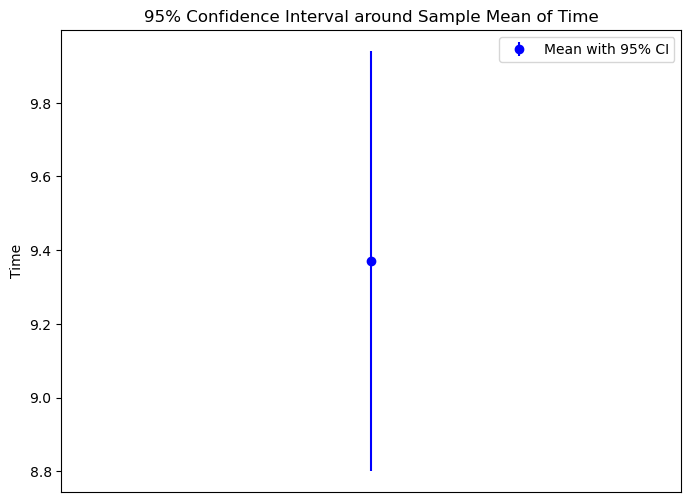 95% Confidence Interval around Sample Mean of Time
Mean with 95% CI
9.8
9.6
9.4
9.2
9.0
8.8
Time